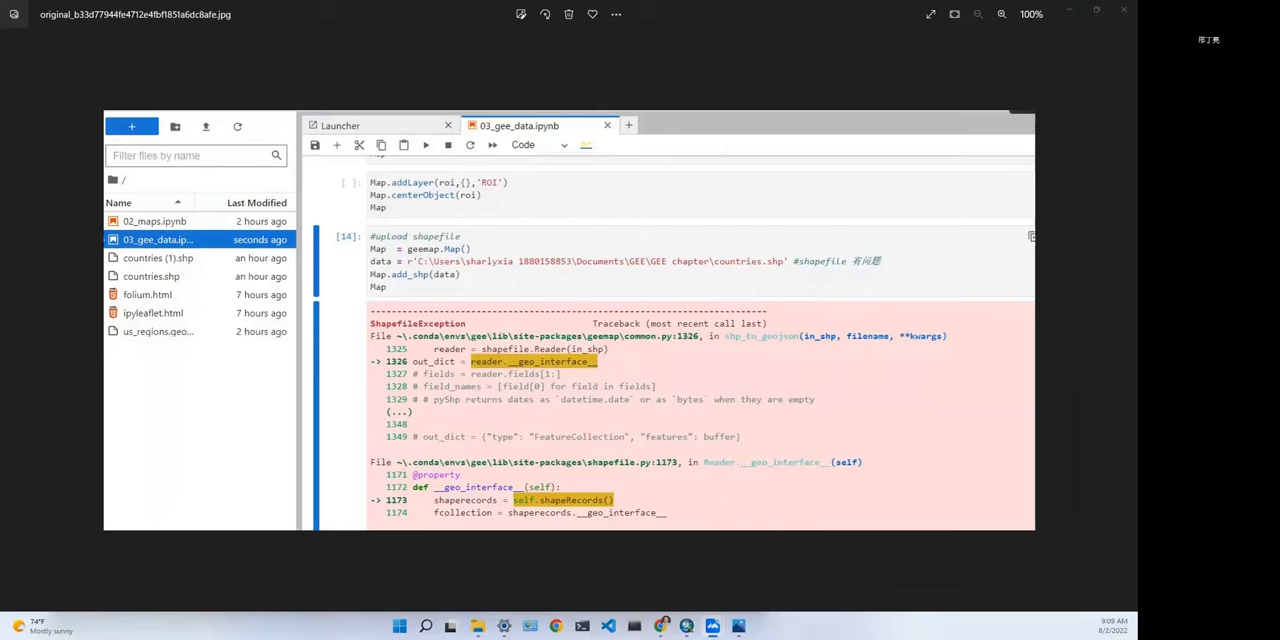 original_b33d77944fe4712e4fbf1851a6dc8afe.jpg
100%
Launcher
03_gee_data.ipynb
Filter files by name
Code
/
Name
Last Modified
02_maps.ipynb
2 hours ago
03_gee_data.ip...
seconds ago
countries (1).shp
an hour ago
countries.shp
an hour ago
folium.html
7 hours ago
ipyleaflet.html
7 hours ago
us_regions.geo...
2 hours ago
[ ]:
Map.addLayer(roi,{},'ROI')
Map.centerObject(roi)
Map
[14]:
#upload shapefile
Map = geemap.Map()
data = r'C:\Users\sharlyxia 1880158853\Documents\GEE\GEE chapter\countries.shp' #shapefile 有问题
Map.add_shp(data)
Map
---------------------------------------------------------------------------
ShapefileException                        Traceback (most recent call last)
File ~\.conda\envs\gee\lib\site-packages\geemap\common.py:1326, in shp_to_geojson(in_shp, filename, **kwargs)
1325 reader = shapefile.Reader(in_shp)
-> 1326 out_dict = reader.__geo_interface__
1327 # fields = reader.fields[1:]
1328 # field_names = [field[0] for field in fields]
1329 # # pyShp returns dates as `datetime.date` or as `bytes` when they are empty
(...)
1348
1349 # out_dict = {"type": "FeatureCollection", "features": buffer}
File ~\.conda\envs\gee\lib\site-packages\shapefile.py:1173, in Reader.__geo_interface__(self)
1171 @property
1172 def __geo_interface__(self):
-> 1173 shaperecords = self.shapeRecords()
1174 fcollection = shaperecords.__geo_interface__
74°F
Mostly sunny
9:09 AM
8/2/2022